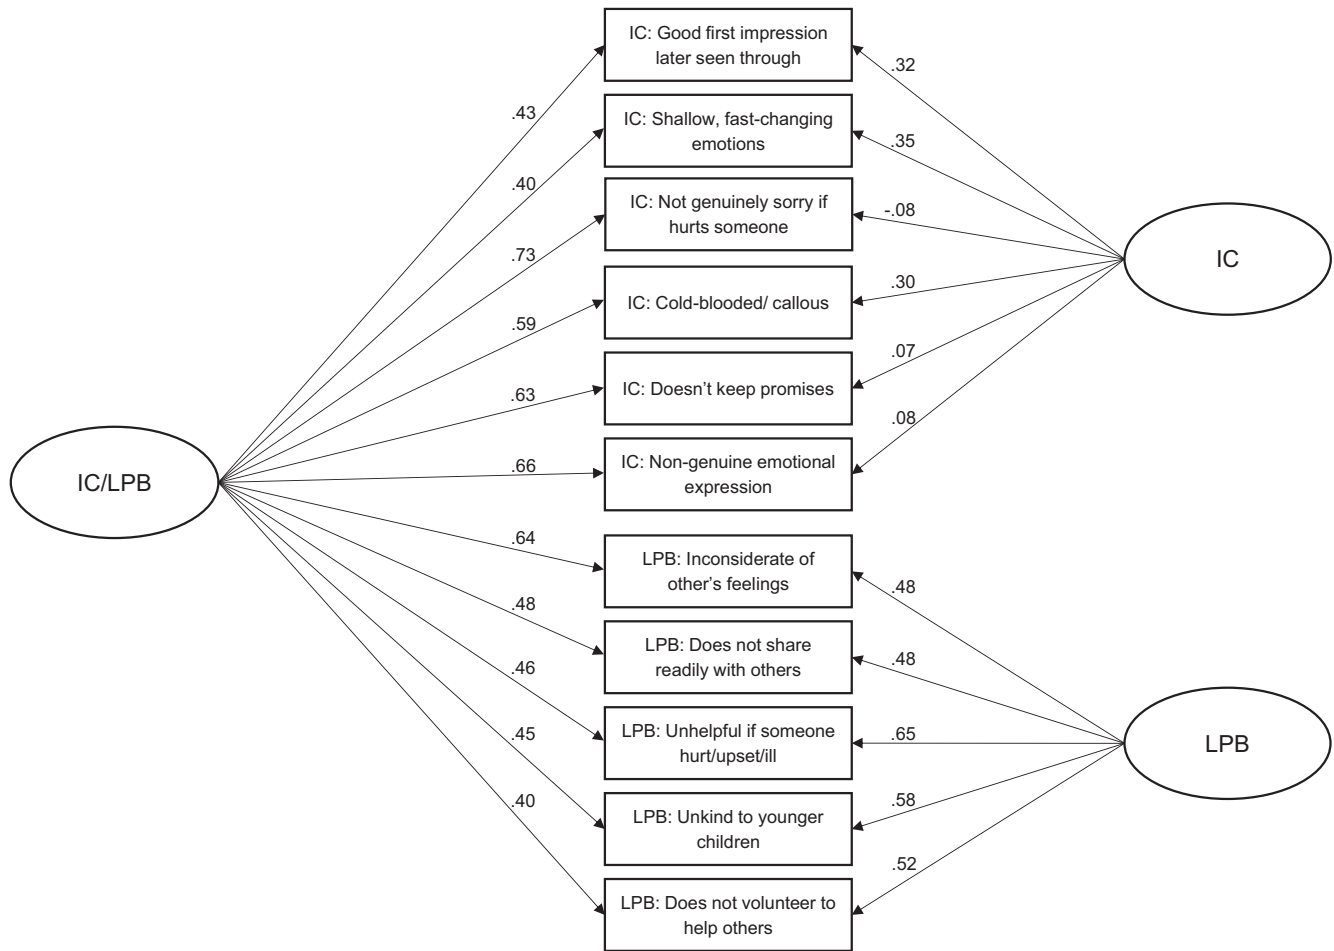 IC: Good first impression
later seen through
.32
.43
IC: Shallow, fast-changing
emotions
.35
.40
IC: Not genuinely sorry if
hurts someone
-.08
.73
IC
IC: Cold-blooded/ callous
.30
.59
IC: Doesn't keep promises
.07
.63
IC: Non-genuine emotional
expression
.08
.66
IC/LPB
LPB: Inconsiderate of
other's feelings
.64
.48
LPB: Does not share
readily with others
.48
.48
LPB: Unhelpful if someone
hurt/upset/ill
.46
.65
LPB
LPB: Unkind to younger
children
.45
.58
LPB: Does not volunteer to
help others
.40
.52